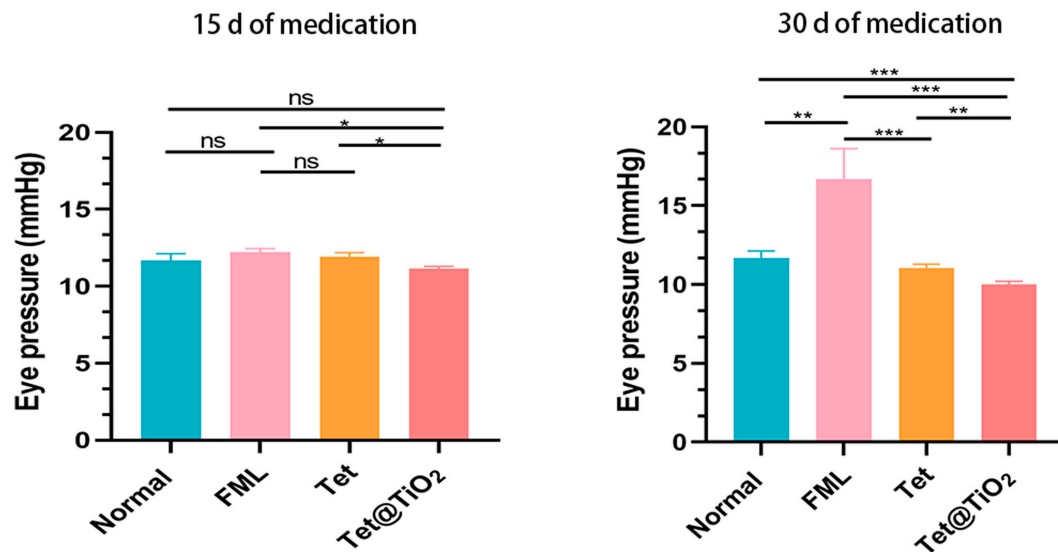 15 d of medication
ns
*
ns
*
ns
20
15
10
5
0
Eye pressure (mmHg)
Normal
FML
Tet
Tet@TiO₂
30 d of medication
***
***
**
**
***
20
15
10
5
0
Eye pressure (mmHg)
Normal
FML
Tet
Tet@TiO₂